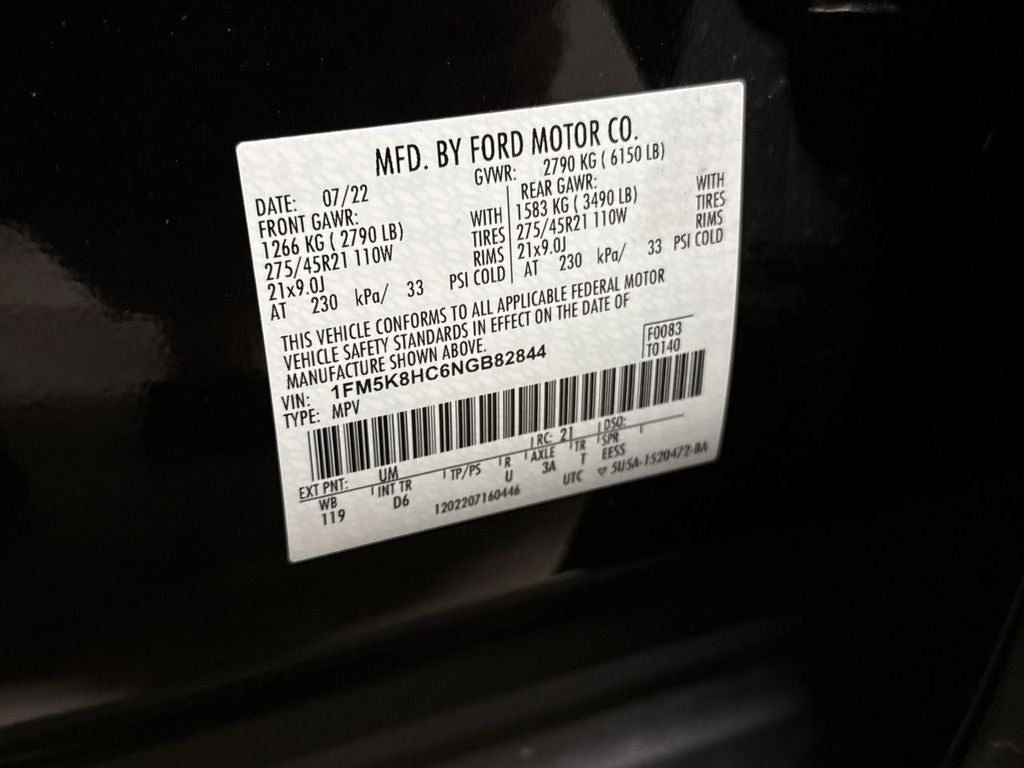 MFD. BY FORD MOTOR CO.
DATE: 07/22 GVWR: 2790 KG ( 6150 LB)
FRONT GAWR: REAR GAWR:
1266 KG ( 2790 LB) WITH 1583 KG ( 3490 LB) WITH
275/45R21 110W TIRES 275/45R21 110W TIRES
21x9.0J RIMS 21x9.0J RIMS
AT 230 kPa/ 33 PSI COLD AT 230 kPa/ 33 PSI COLD
THIS VEHICLE CONFORMS TO ALL APPLICABLE FEDERAL MOTOR
VEHICLE SAFETY STANDARDS IN EFFECT ON THE DATE OF
MANUFACTURE SHOWN ABOVE.
VIN: 1FM5K8HC6NGB82844 F0083
TYPE: MPV T0140
EXT PNT: UM RC: 21 DSO:
WB INT TR TP/PS R AXLE TR SPR
119 D6 U 3A T EESS
1202207160446 UTC ▽ 5U5A-1520472-BA